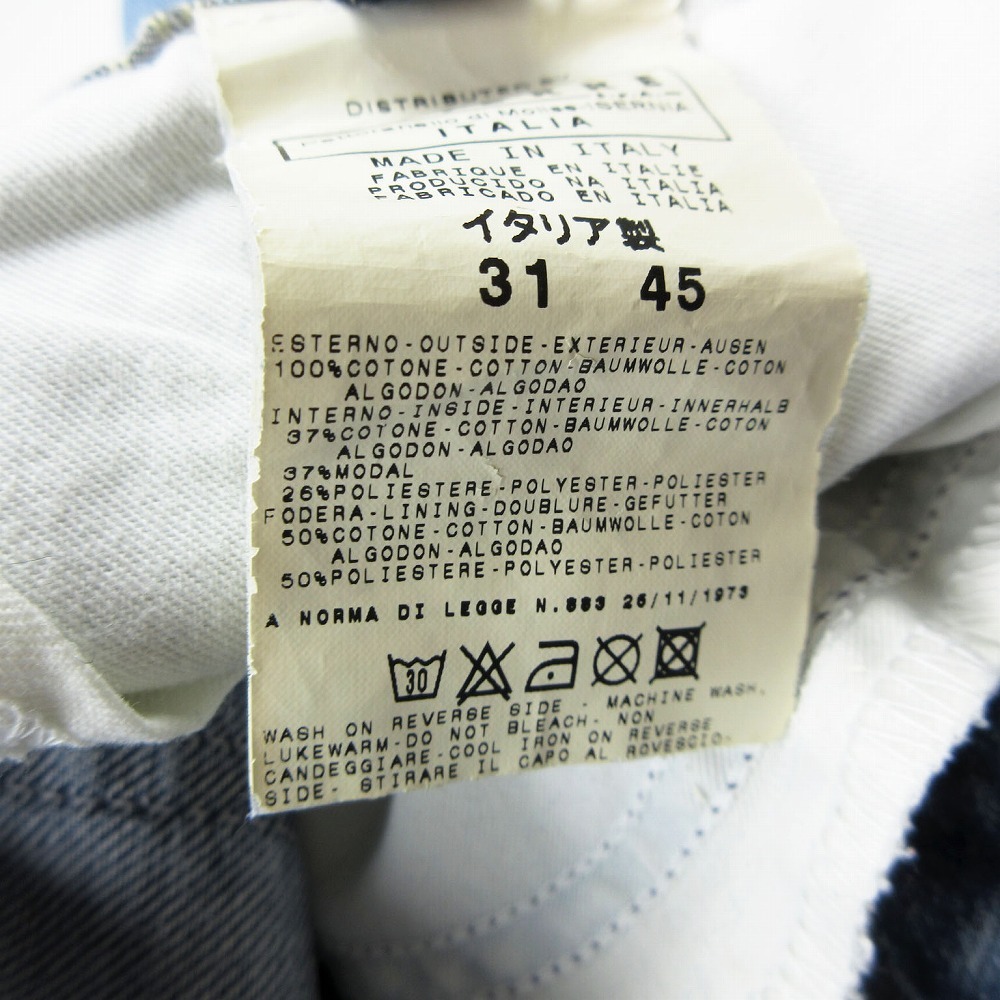 ITALIA
MADE IN ITALY
FABRIQUE EN ITALIE
PRODUCIDO NA ITALIA
FABRICADO EN ITALIA
イタリア製
31 45
ESTERNO-OUTSIDE-EXTERIEUR-AUSEN
100%COTONE-COTTON-BAUMWOLLE-COTON
ALGODON-ALGODAO
INTERNO-INSIDE-INTERIEUR-INNERHALB
37%COTONE-COTTON-BAUMWOLLE-COTON
ALGODON-ALGODAO
37%MODAL
26%POLIESTERE-POLYESTER-POLIESTER
FODERA-LINING-DOUBLURE-GEFUTTER
50%COTONE-COTTON-BAUMWOLLE-COTON
ALGODON-ALGODAO
50%POLIESTERE-POLYESTER-POLIESTER
A NORMA DI LEGGE N.883 26/11/1973
30
WASH ON REVERSE SIDE - MACHINE WASH.
LUKEWARM-DO NOT BLEACH- NON
CANDEGGIARE-COOL IRON ON REVERSE
SIDE- STIRARE IL CAPO AL ROVESCIO.